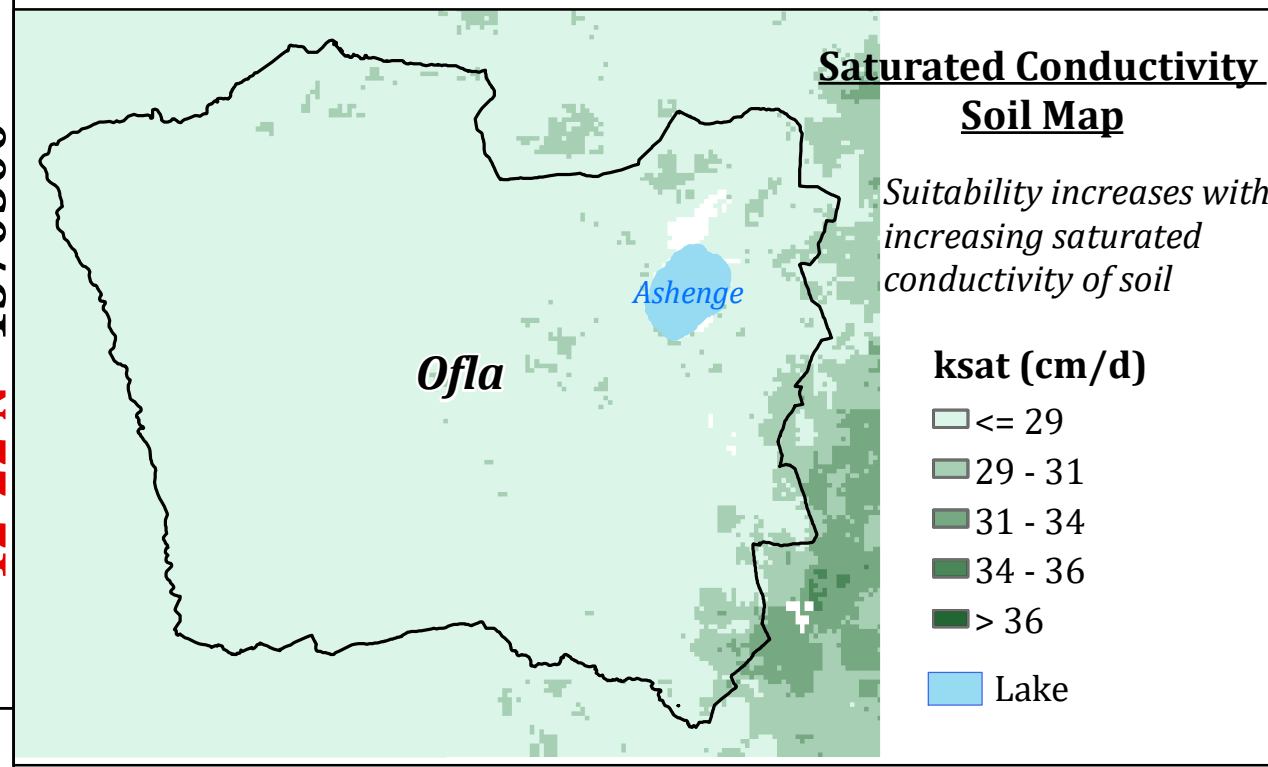 Saturated Conductivity
Soil Map
Suitability increases with
increasing saturated
conductivity of soil
Ashenge
Ofla
ksat (cm/d)
<= 29
29 - 31
31 - 34
34 - 36
> 36
Lake